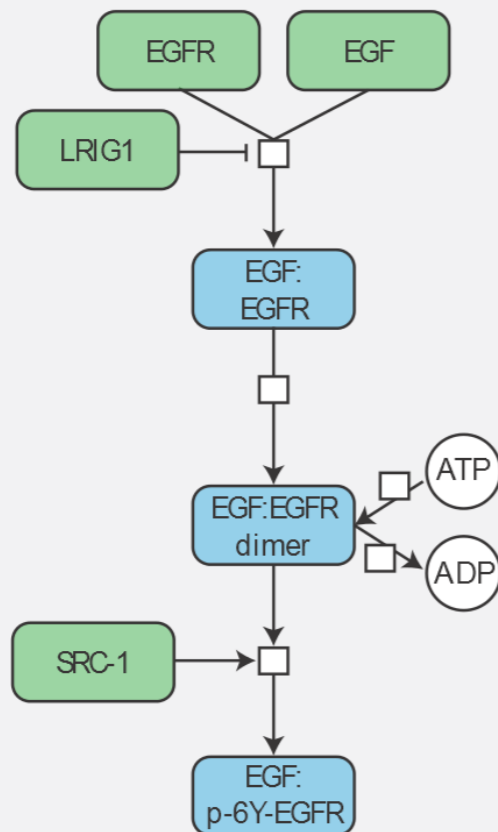 EGFR
EGF
LRIG1
EGF:
EGFR
EGF:EGFR
dimer
ATP
ADP
SRC-1
EGF:
p-6Y-EGFR